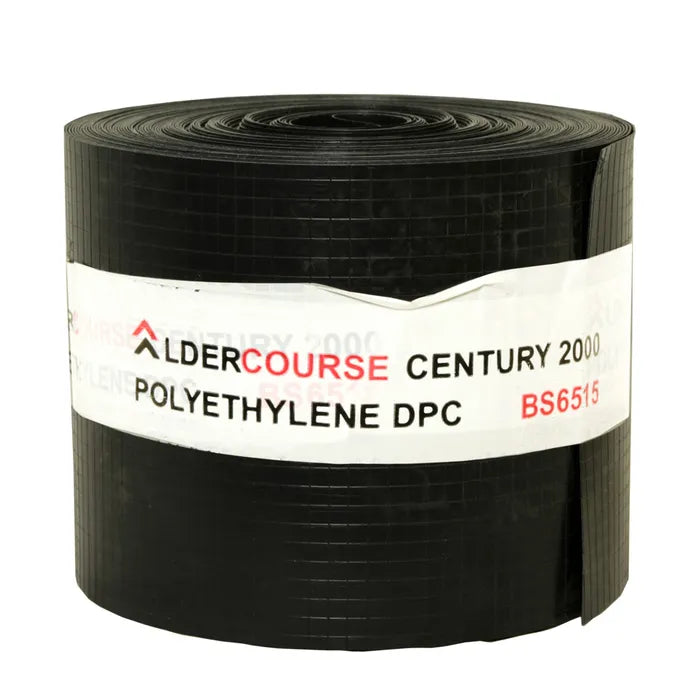 ALDERCOURSE CENTURY 2000
POLYETHYLENE DPC BS6515